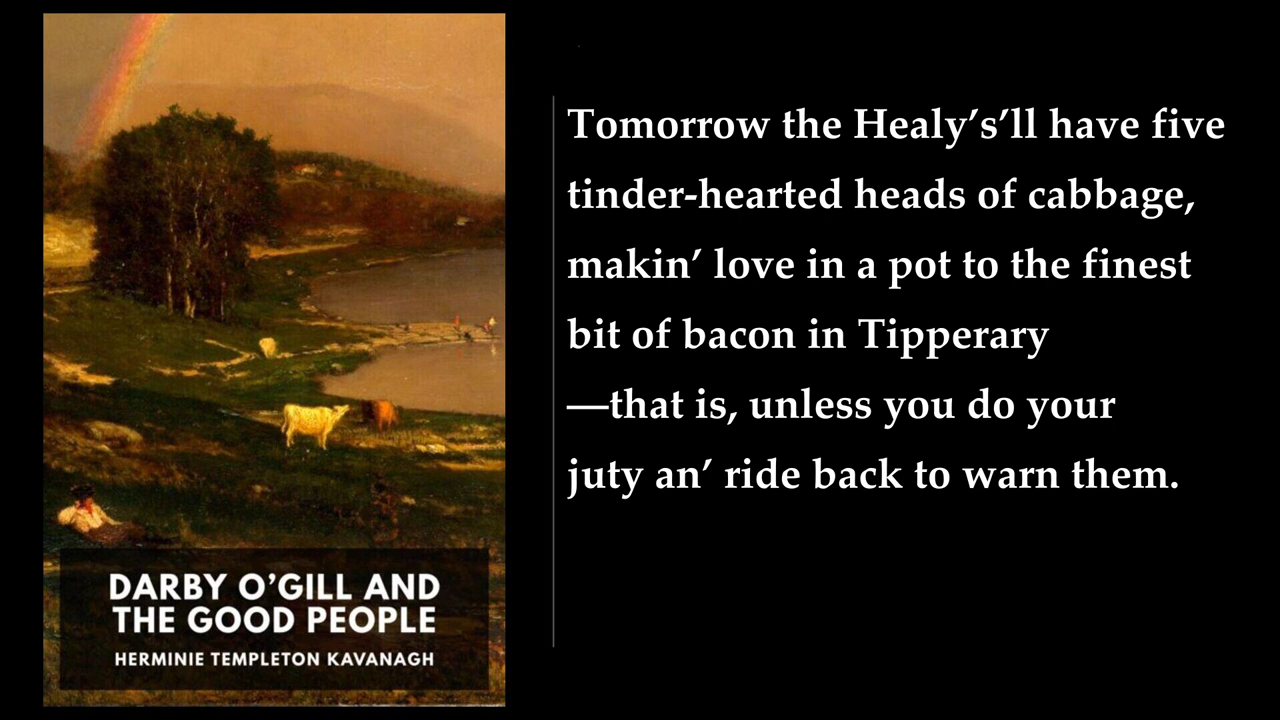 Tomorrow the Healy’s’ll have five
tinder-hearted heads of cabbage,
makin’ love in a pot to the finest
bit of bacon in Tipperary
—that is, unless you do your
juty an’ ride back to warn them.
DARBY O’GILL AND
THE GOOD PEOPLE
HERMINIE TEMPLETON KAVANAGH